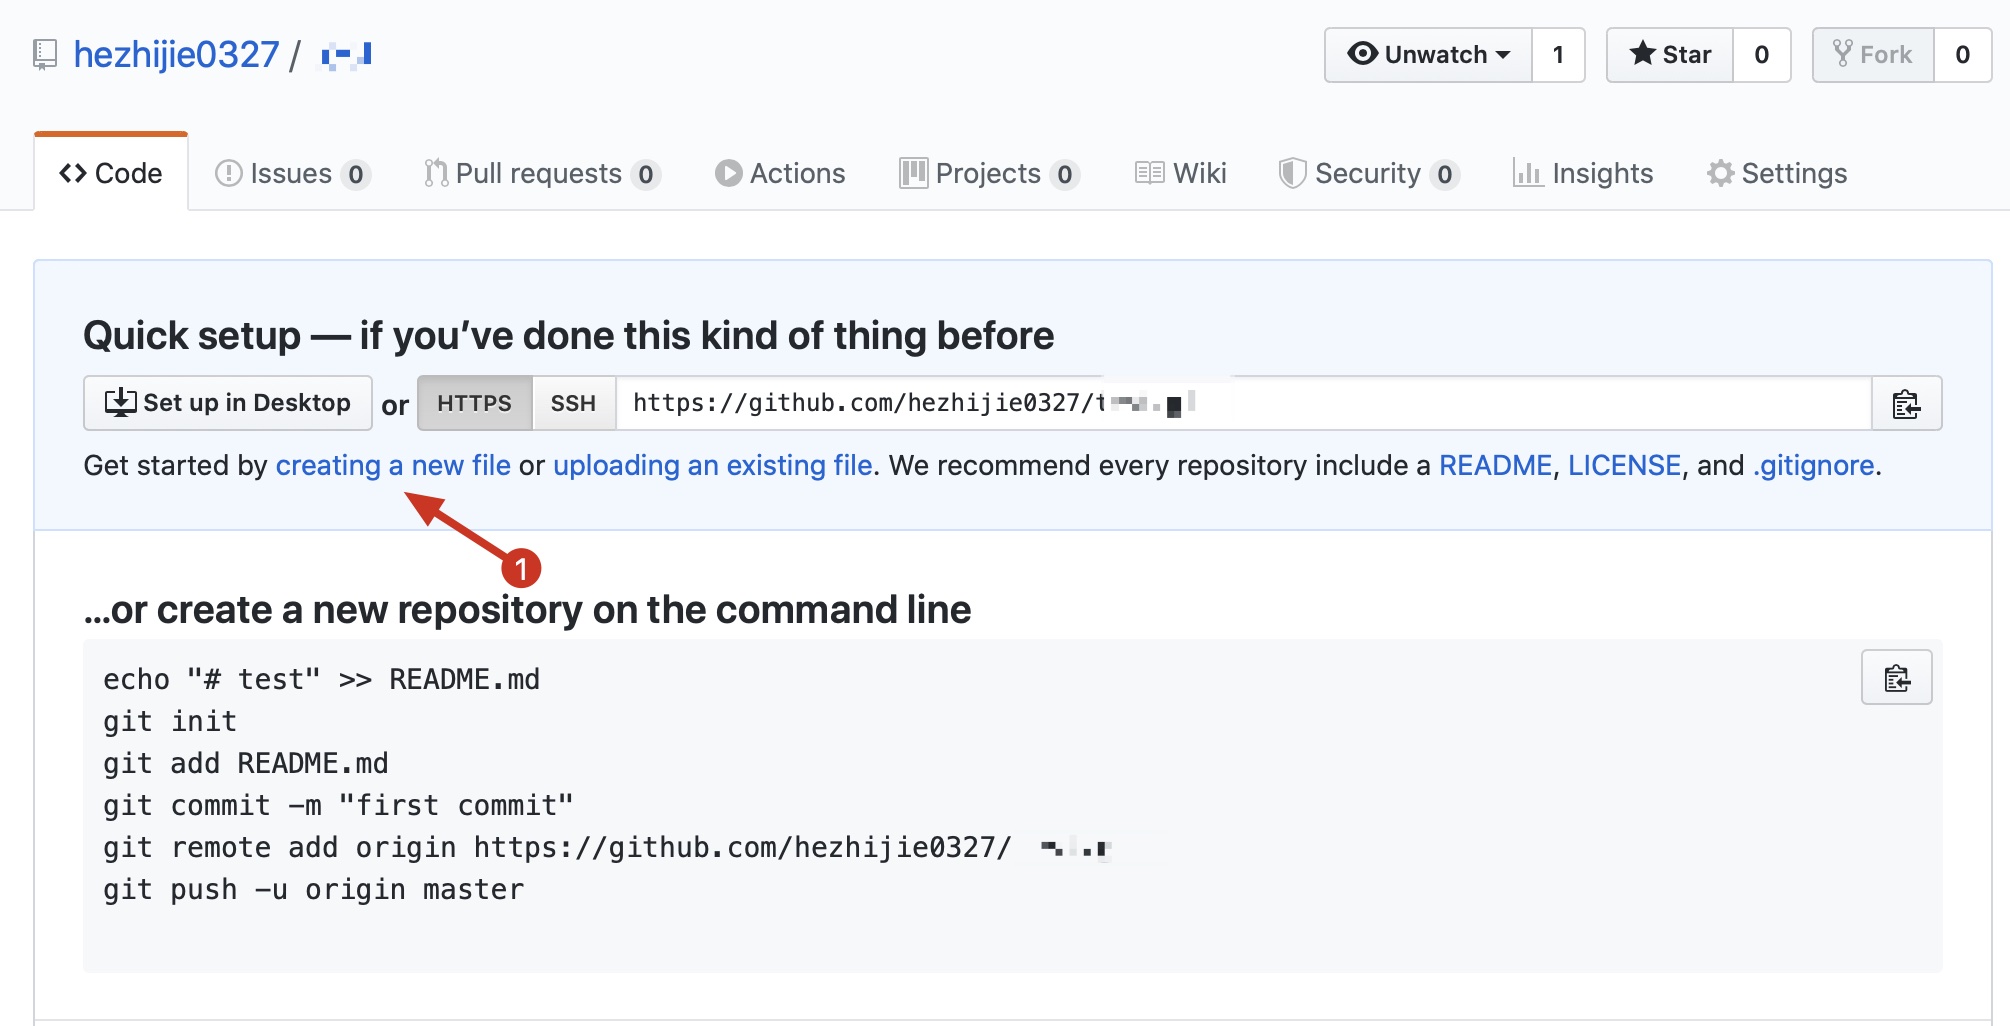 hezhijie0327 /
Unwatch 1 Star 0 Fork 0
Code Issues 0 Pull requests 0 Actions Projects 0 Wiki Security 0 Insights Settings
Quick setup — if you’ve done this kind of thing before
Set up in Desktop or HTTPS SSH https://github.com/hezhijie0327/
Get started by creating a new file or uploading an existing file. We recommend every repository include a README, LICENSE, and .gitignore.
1
…or create a new repository on the command line
echo "# test" >> README.md
git init
git add README.md
git commit -m "first commit"
git remote add origin https://github.com/hezhijie0327/
git push -u origin master